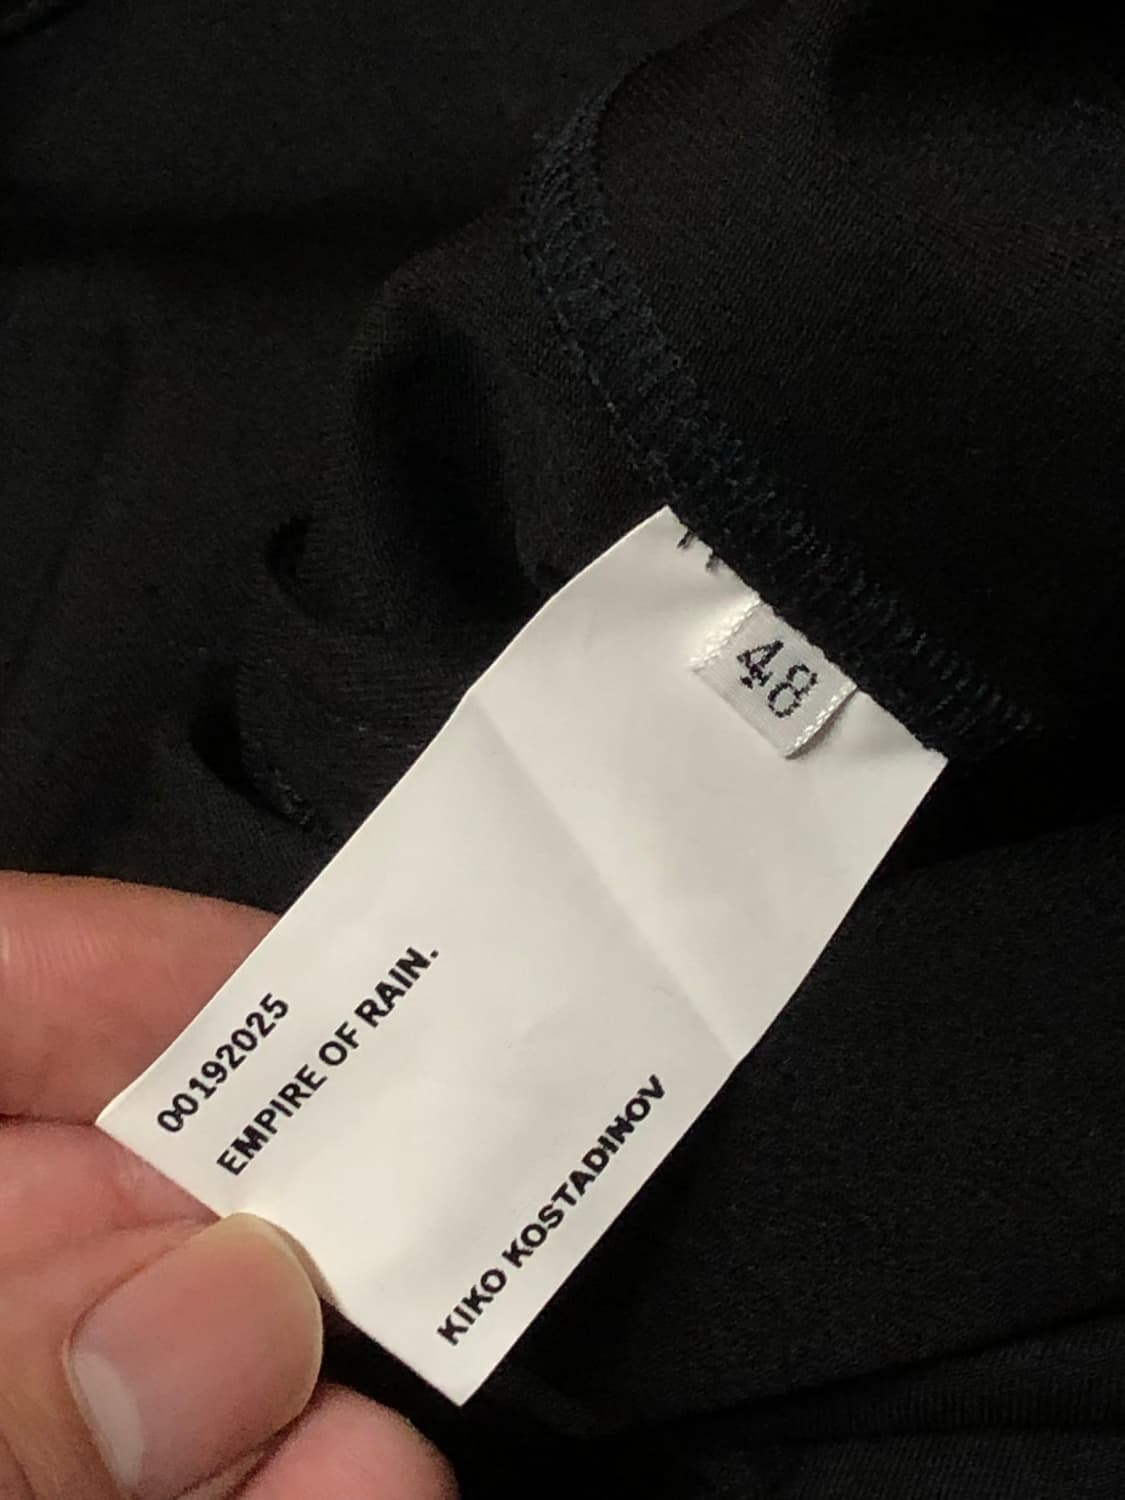 48
00192025
EMPIRE OF RAIN.
KIKO KOSTADINOV